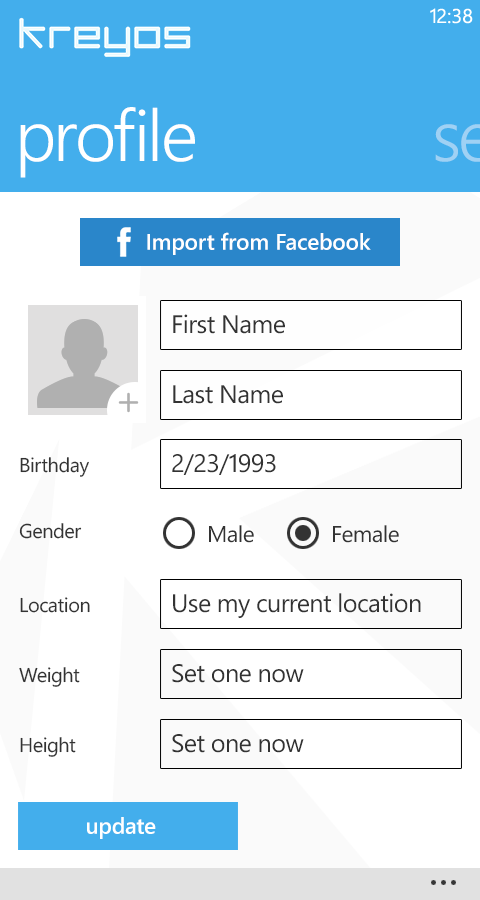 12:38
kreyos
profile se
f Import from Facebook
First Name
Last Name
Birthday 2/23/1993
Gender Male Female
Location Use my current location
Weight Set one now
Height Set one now
update